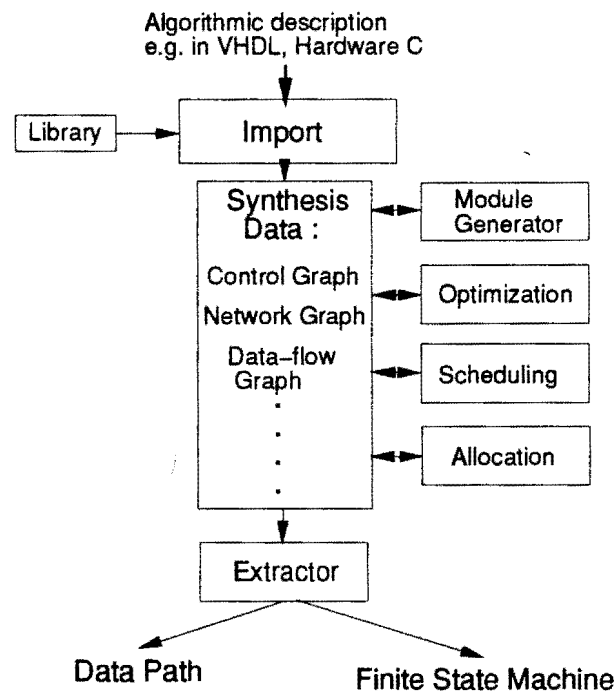 Algorithmic description
e.g. in VHDL, Hardware C
Library
Import
Synthesis
Data :
Control Graph
Network Graph
Data-flow
Graph
Module
Generator
Optimization
Scheduling
Allocation
Extractor
Data Path
Finite State Machine